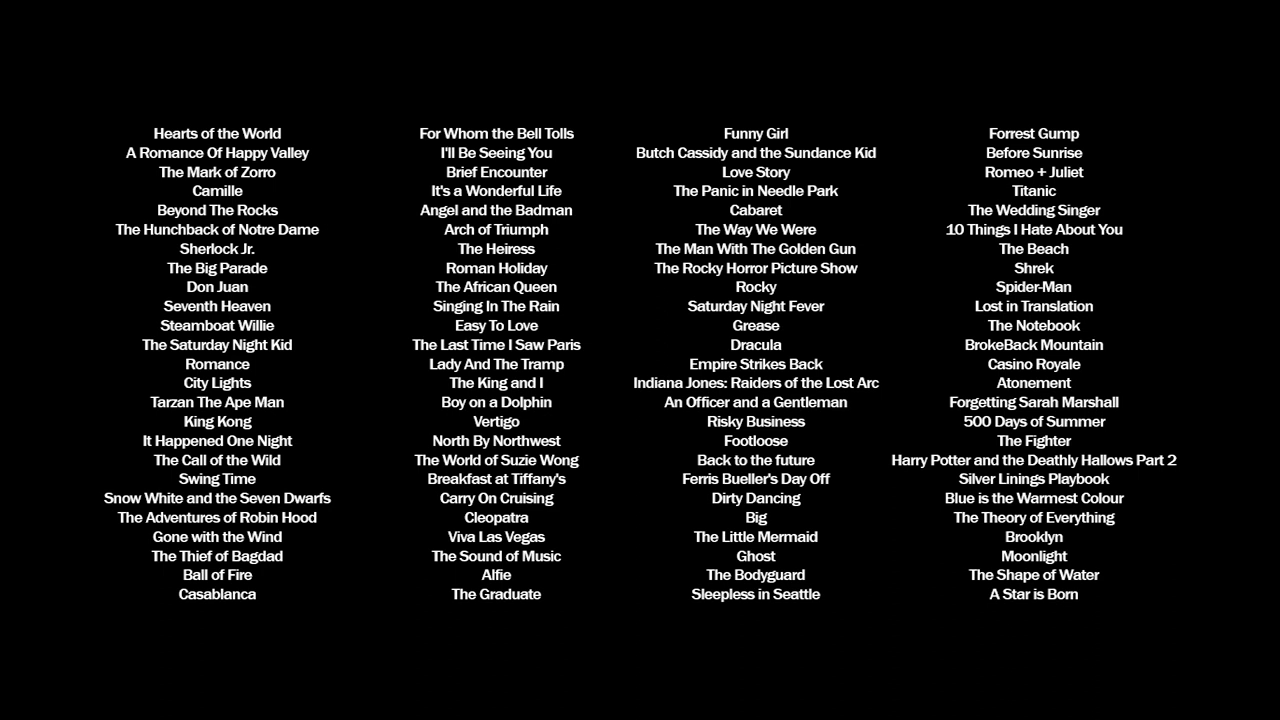 Hearts of the World
A Romance Of Happy Valley
The Mark of Zorro
Camille
Beyond The Rocks
The Hunchback of Notre Dame
Sherlock Jr.
The Big Parade
Don Juan
Seventh Heaven
Steamboat Willie
The Saturday Night Kid
Romance
City Lights
Tarzan The Ape Man
King Kong
It Happened One Night
The Call of the Wild
Swing Time
Snow White and the Seven Dwarfs
The Adventures of Robin Hood
Gone with the Wind
The Thief of Bagdad
Ball of Fire
Casablanca
For Whom the Bell Tolls
I'll Be Seeing You
Brief Encounter
It's a Wonderful Life
Angel and the Badman
Arch of Triumph
The Heiress
Roman Holiday
The African Queen
Singing In The Rain
Easy To Love
The Last Time I Saw Paris
Lady And The Tramp
The King and I
Boy on a Dolphin
Vertigo
North By Northwest
The World of Suzie Wong
Breakfast at Tiffany's
Carry On Cruising
Cleopatra
Viva Las Vegas
The Sound of Music
Alfie
The Graduate
Funny Girl
Butch Cassidy and the Sundance Kid
Love Story
The Panic in Needle Park
Cabaret
The Way We Were
The Man With The Golden Gun
The Rocky Horror Picture Show
Rocky
Saturday Night Fever
Grease
Dracula
Empire Strikes Back
Indiana Jones: Raiders of the Lost Arc
An Officer and a Gentleman
Risky Business
Footloose
Back to the future
Ferris Bueller's Day Off
Dirty Dancing
Big
The Little Mermaid
Ghost
The Bodyguard
Sleepless in Seattle
Forrest Gump
Before Sunrise
Romeo + Juliet
Titanic
The Wedding Singer
10 Things I Hate About You
The Beach
Shrek
Spider-Man
Lost in Translation
The Notebook
BrokeBack Mountain
Casino Royale
Atonement
Forgetting Sarah Marshall
500 Days of Summer
The Fighter
Harry Potter and the Deathly Hallows Part 2
Silver Linings Playbook
Blue is the Warmest Colour
The Theory of Everything
Brooklyn
Moonlight
The Shape of Water
A Star is Born